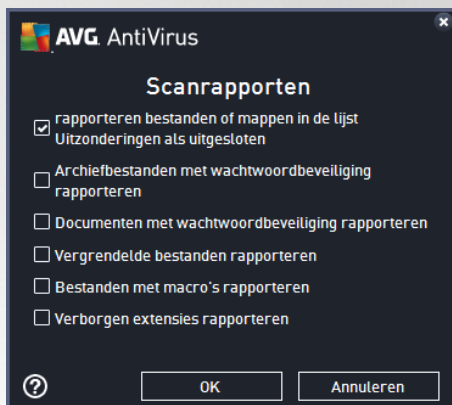 AVG AntiVirus
Scanrapporten
rapporteren bestanden of mappen in de lijst
Uitzonderingen als uitgesloten
Archiefbestanden met wachtwoordbeveiliging
rapporteren
Documenten met wachtwoordbeveiliging rapporteren
Vergrendelde bestanden rapporteren
Bestanden met macro's rapporteren
Verborgen extensies rapporteren
?
OK
Annuleren